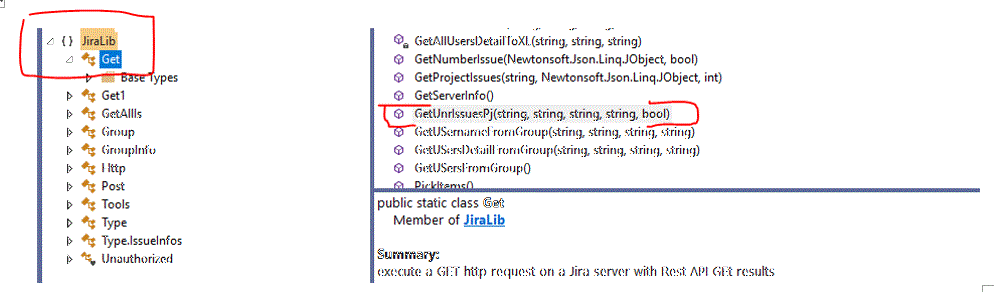 { } JiraLib
Get
Base Types
Get1
GetAllIs
Group
GroupInfo
Http
Post
Tools
Type
Type.IssueInfos
Unauthorized
GetAllUsersDetailToXL(string, string, string)
GetNumberIssue(Newtonsoft.Json.Linq.JObject, bool)
GetProjectIssues(string, Newtonsoft.Json.Linq.JObject, int)
GetServerInfo()
GetUnrIssuesPj(string, string, string, string, bool)
GetUSernameFromGroup(string, string, string, string)
GetUSersDetailFromGroup(string, string, string, string)
GetUSersFromGroup()
PickItems()
public static class Get
Member of JiraLib
Summary:
execute a GET http request on a Jira server with Rest API GEt results